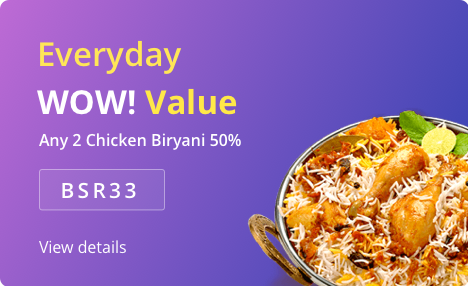 Everyday
WOW! Value
Any 2 Chicken Biryani 50%
BSR33
View details